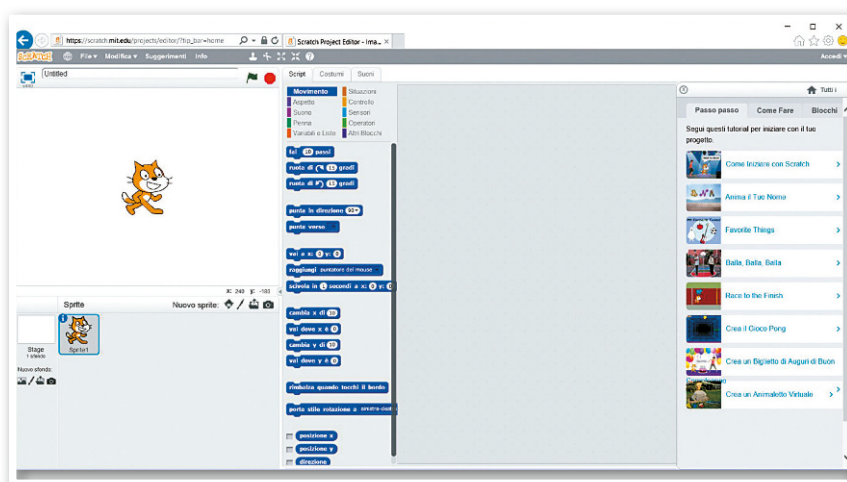 https://scratch.mit.edu/projects/editor/?tip_bar=home
Scratch Project Editor - Ima...
SCRATCH
File
Modifica
Suggerimenti
Info
Accedi
Untitled
Script
Costumi
Suoni
Movimento
Situazioni
Aspetto
Controllo
Suono
Sensori
Penna
Operatori
Variabili e Liste
Altri Blocchi
fai 10 passi
ruota di 15 gradi
ruota di 15 gradi
punta in direzione 90
punta verso
vai a x: 0 y: 0
raggiungi puntatore del mouse
scivola in 1 secondi a x: 0 y: 0
cambia x di 10
vai dove x è 0
cambia y di 10
vai dove y è 0
rimbalza quando tocchi il bordo
porta stile rotazione a
posizione x
posizione y
direzione
X: 240 Y: -180
Sprite
Nuovo sprite:
Stage
1 sfondo
Sprite1
Nuovo sfondo:
Tutti i
Passo passo
Come Fare
Blocchi
Segui questi tutorial per iniziare con il tuo
progetto.
Come Iniziare con Scratch
Anima il Tuo Nome
Favorite Things
Balla, Balla, Balla
Race to the Finish
Crea il Gioco Pong
Crea un Biglietto di Auguri di Buon
Crea un Animaletto Virtuale